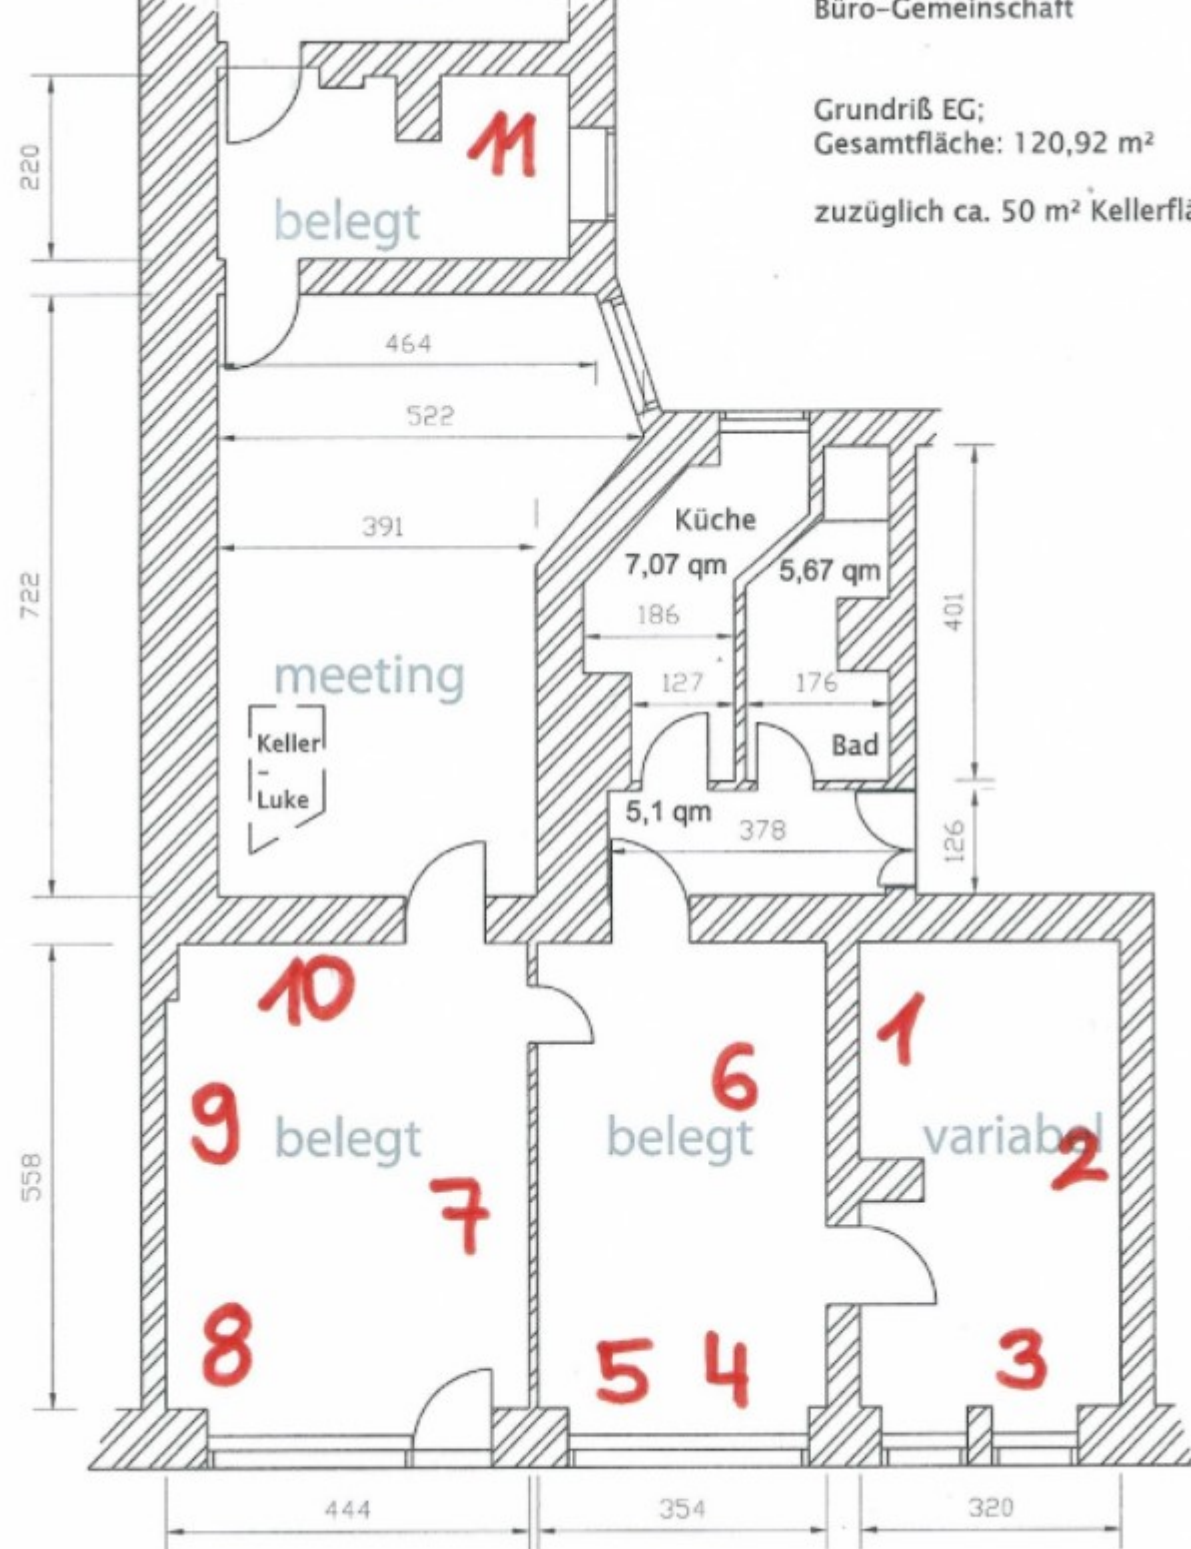 Büro-Gemeinschaft
Grundriß EG;
Gesamtfläche: 120,92 m²
zuzüglich ca. 50 m² Kellerflä
220
11
belegt
464
522
391
722
Küche
7,07 qm
5,67 qm
186
127
176
401
meeting
Keller
-
Luke
Bad
5,1 qm
378
126
10
9
belegt
7
8
558
6
belegt
5
4
1
variabel
2
3
444
354
320